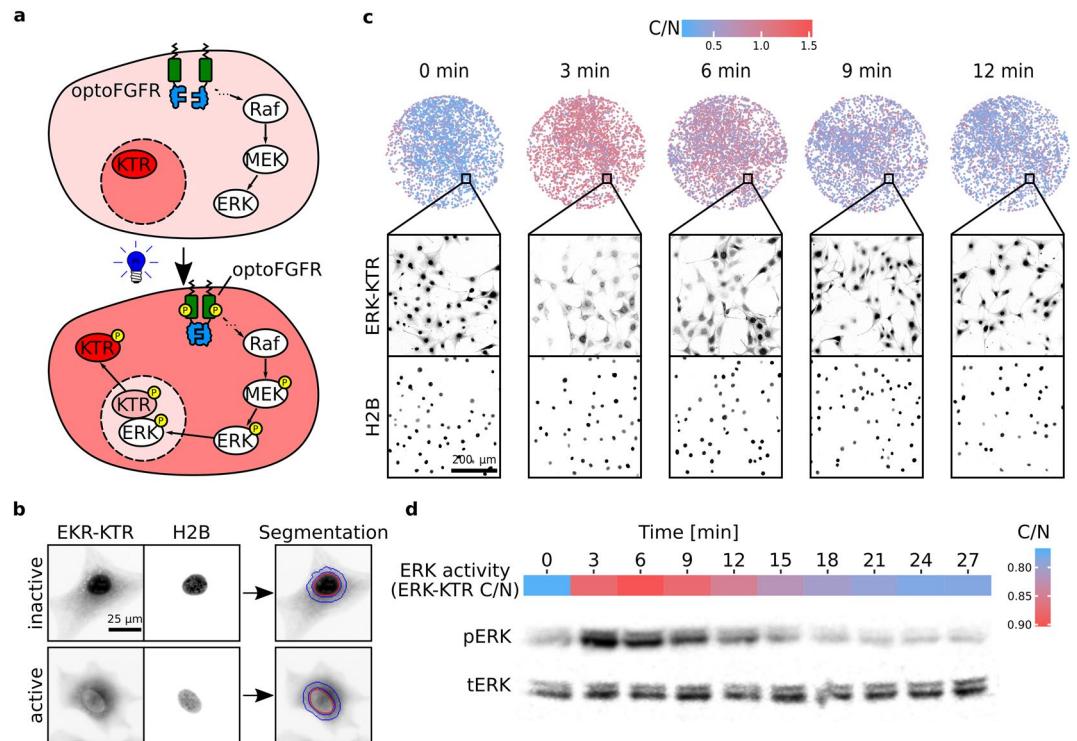 a
optoFGFR
Raf
KTR
MEK
ERK
optoFGFR
P
P
P
KTR
Raf
P
MEK
P
KTR
P
ERK
P
ERK
b
EKR-KTR
H2B
Segmentation
inactive
25 µm
active
c
C/N
0.5
1.0
1.5
0 min
3 min
6 min
9 min
12 min
ERK-KTR
H2B
200 µm
d
Time [min]
C/N
0 3 6 9 12 15 18 21 24 27
ERK activity
(ERK-KTR C/N)
0.80
0.85
0.90
pERK
tERK